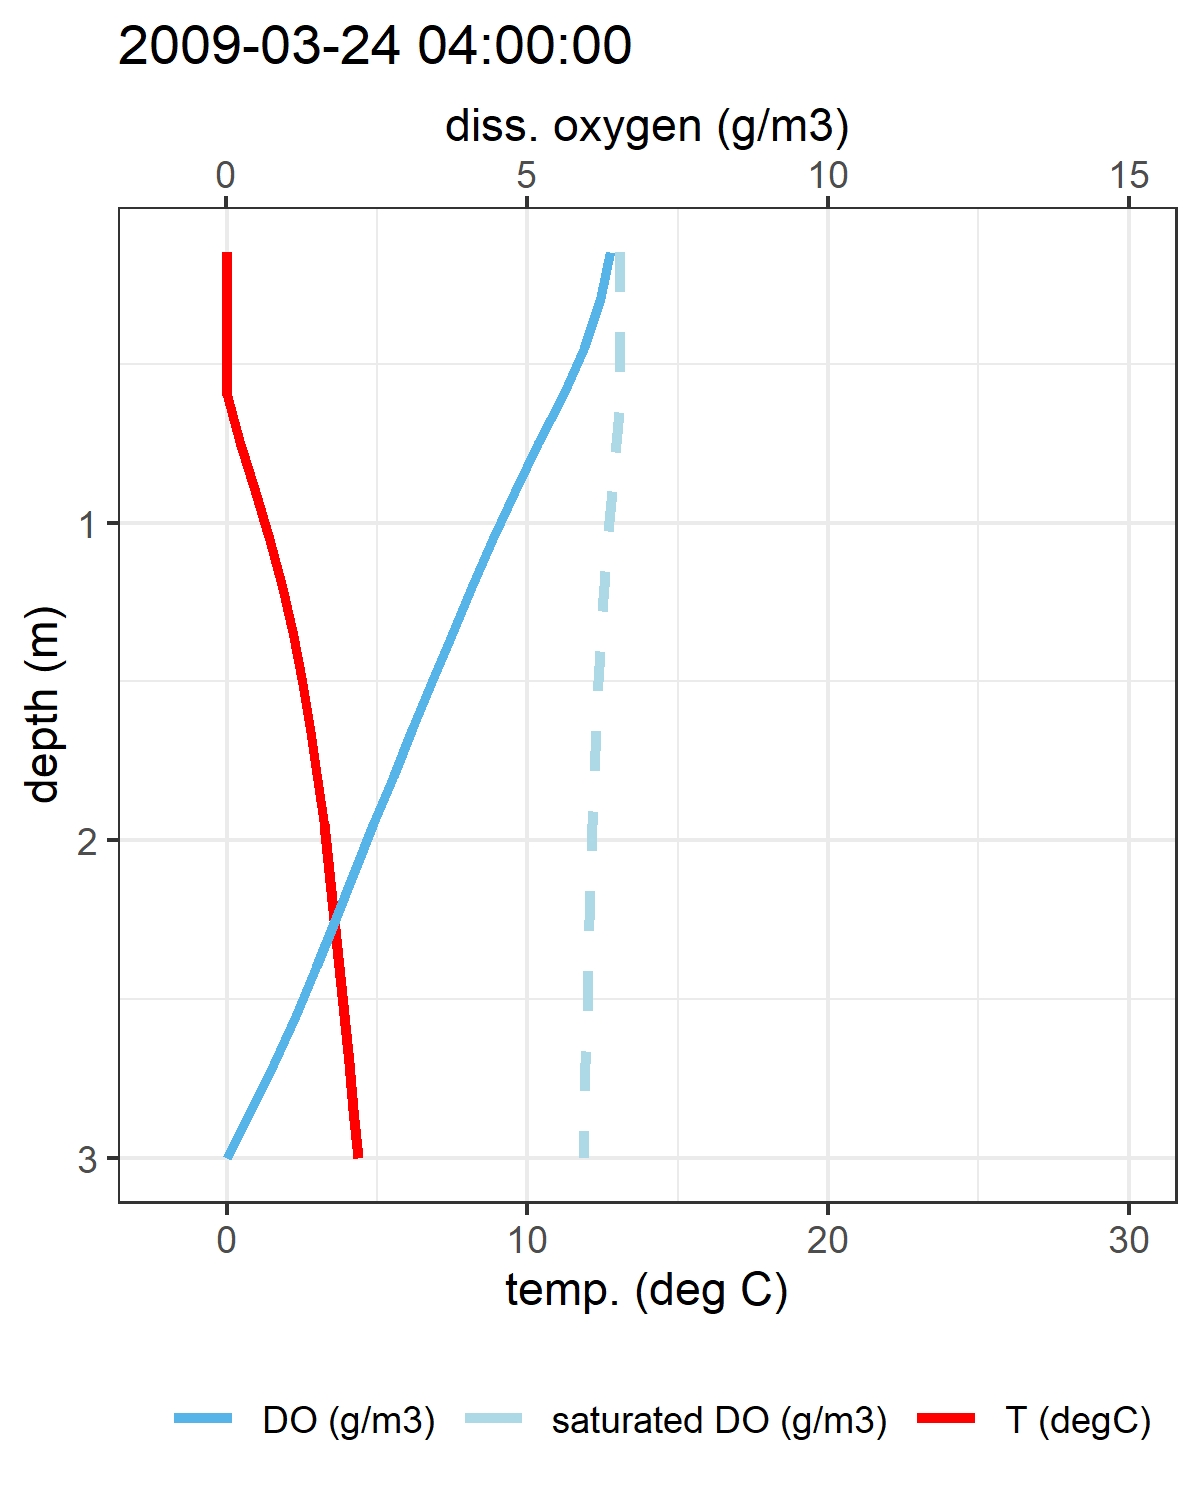 2009-03-24 04:00:00
diss. oxygen (g/m3)
0 5 10 15
depth (m)
1
2
3
0 10 20 30
temp. (deg C)
DO (g/m3) saturated DO (g/m3) T (degC)